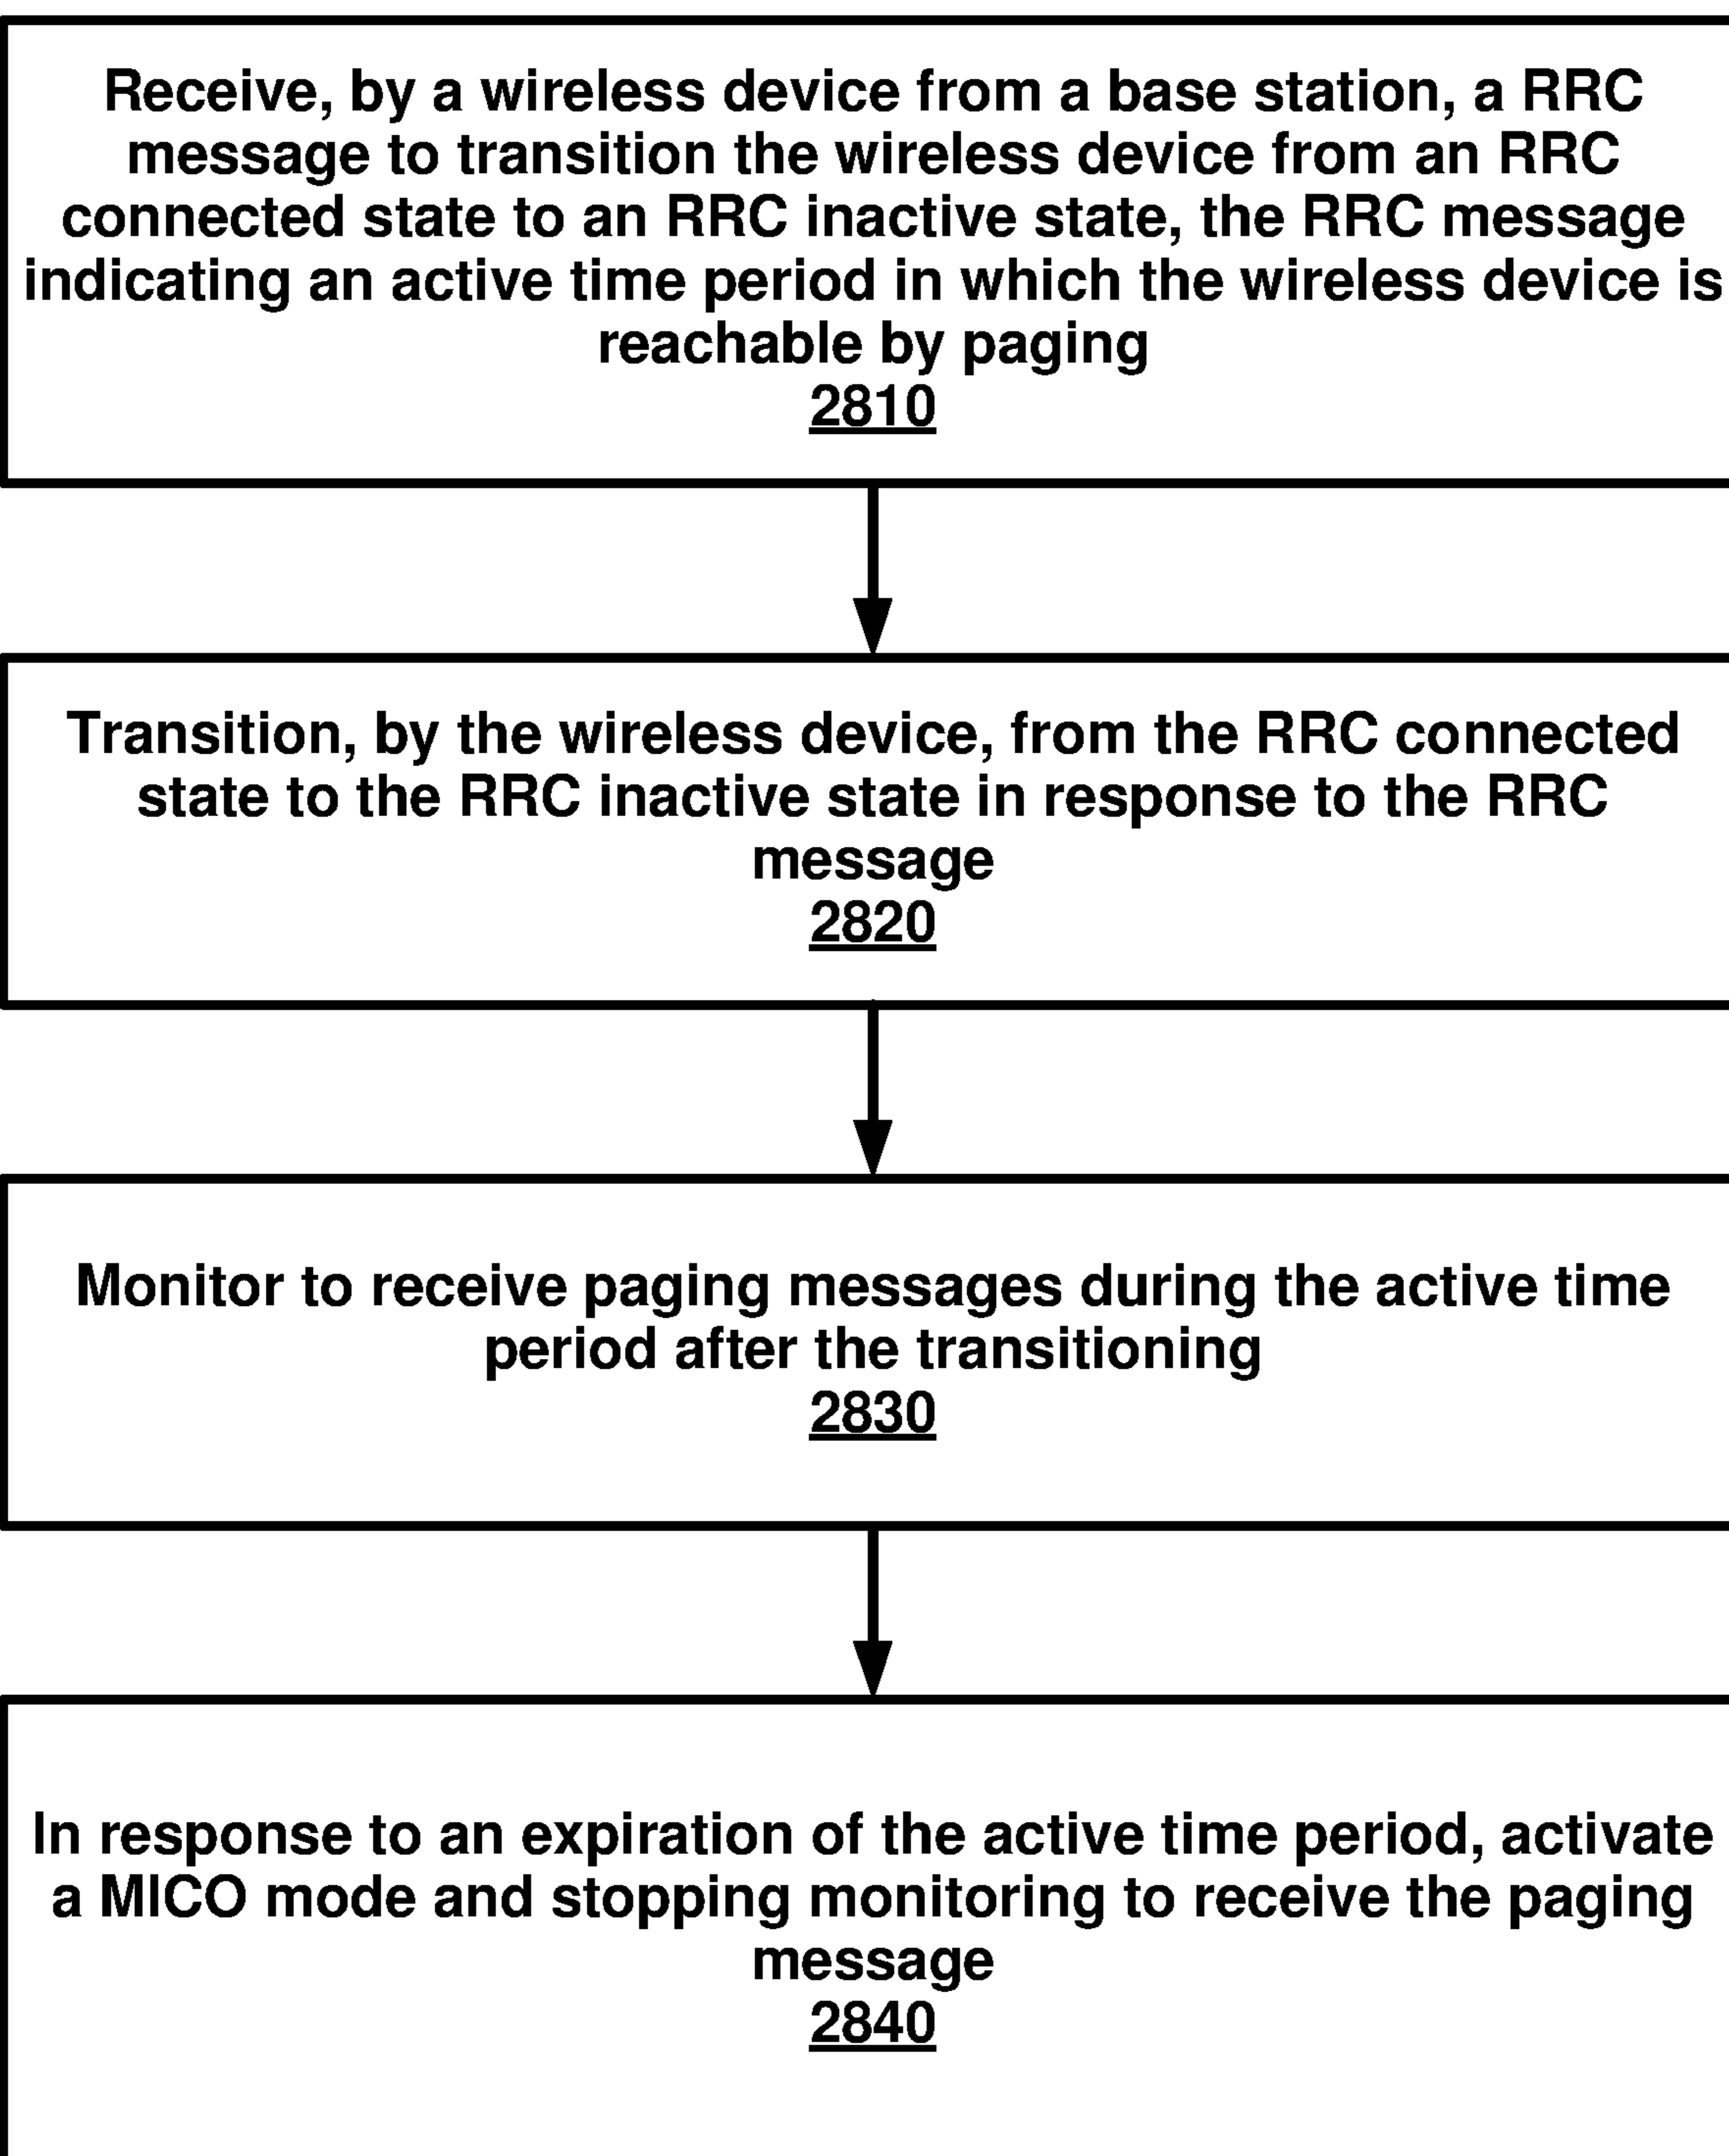 Receive, by a wireless device from a base station, a RRC
message to transition the wireless device from an RRC
connected state to an RRC inactive state, the RRC message
indicating an active time period in which the wireless device is
reachable by paging
2810
Transition, by the wireless device, from the RRC connected
state to the RRC inactive state in response to the RRC
message
2820
Monitor to receive paging messages during the active time
period after the transitioning
2830
In response to an expiration of the active time period, activate
a MICO mode and stopping monitoring to receive the paging
message
2840